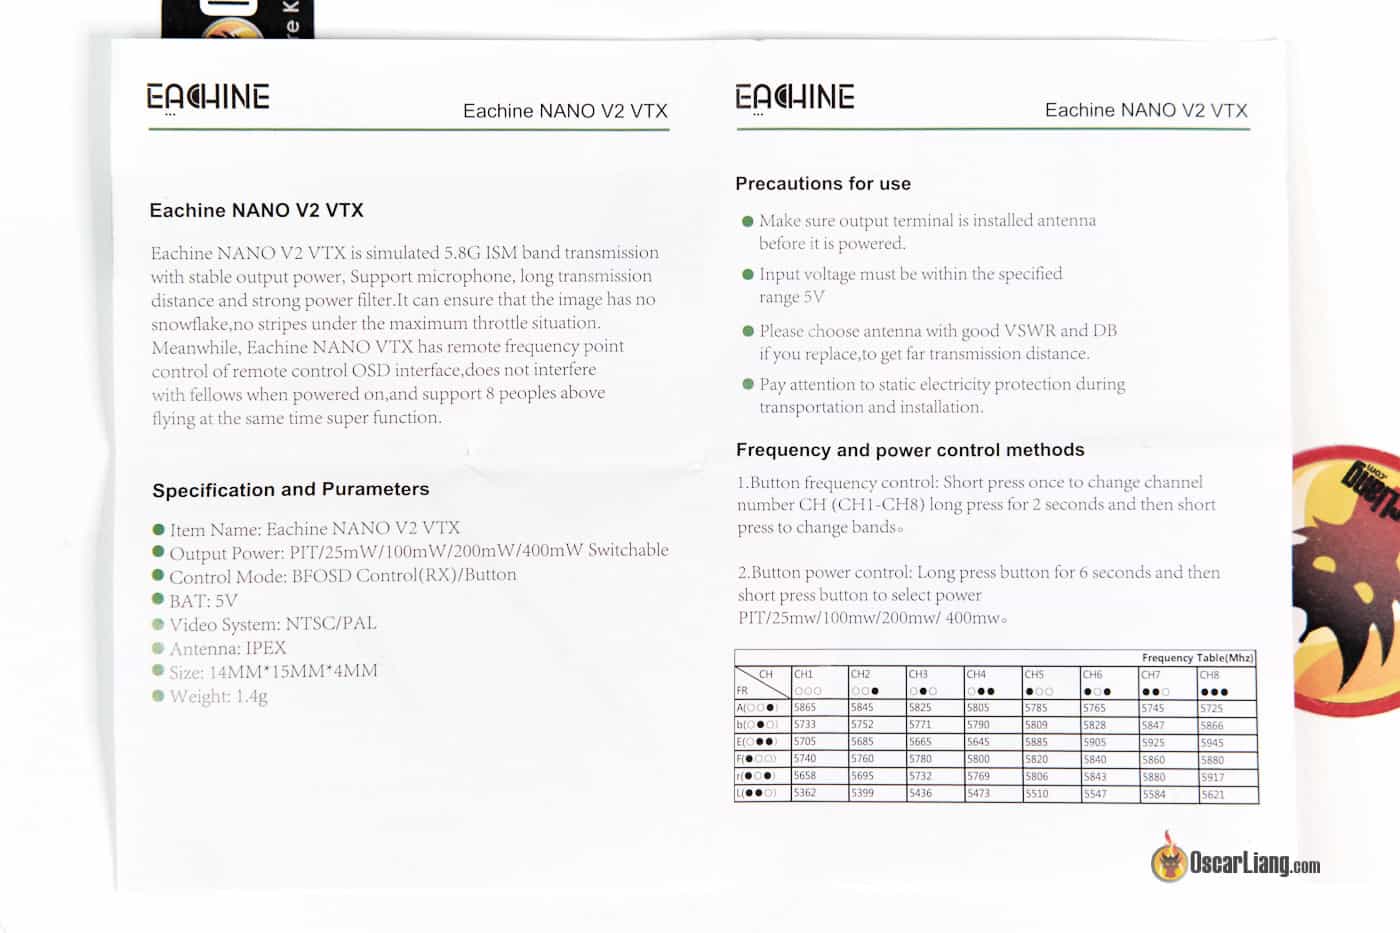 re K
EACHINE
Eachine NANO V2 VTX
Eachine NANO V2 VTX
Eachine NANO V2 VTX is simulated 5.8G ISM band transmission
with stable output power, Support microphone, long transmission
distance and strong power filter.It can ensure that the image has no
snowflake,no stripes under the maximum throttle situation.
Meanwhile, Eachine NANO VTX has remote frequency point
control of remote control OSD interface,does not interfere
with fellows when powered on,and support 8 peoples above
flying at the same time super function.
Specification and Purameters
● Item Name: Eachine NANO V2 VTX
● Output Power: PIT/25mW/100mW/200mW/400mW Switchable
● Control Mode: BFOSD Control(RX)/Button
● BAT: 5V
● Video System: NTSC/PAL
● Antenna: IPEX
● Size: 14MM*15MM*4MM
● Weight: 1.4g
EACHINE
Eachine NANO V2 VTX
Precautions for use
● Make sure output terminal is installed antenna
before it is powered.
● Input voltage must be within the specified
range 5V
● Please choose antenna with good VSWR and DB
if you replace,to get far transmission distance.
● Pay attention to static electricity protection during
transportation and installation.
Frequency and power control methods
1.Button frequency control: Short press once to change channel
number CH (CH1-CH8) long press for 2 seconds and then short
press to change bands。
2.Button power control: Long press button for 6 seconds and then
short press button to select power
PIT/25mw/100mw/200mw/ 400mw。
Frequency Table(Mhz)
CH CH1 CH2 CH3 CH4 CH5 CH6 CH7 CH8
FR ○○○ ○○● ○●○ ○●● ●○○ ●○● ●●○ ●●●
A(○○●) 5865 5845 5825 5805 5785 5765 5745 5725
b(○●○) 5733 5752 5771 5790 5809 5828 5847 5866
E(○●●) 5705 5685 5665 5645 5885 5905 5925 5945
F(●○○) 5740 5760 5780 5800 5820 5840 5860 5880
r(●○●) 5658 5695 5732 5769 5806 5843 5880 5917
L(●●○) 5362 5399 5436 5473 5510 5547 5584 5621
OscarLiang.com